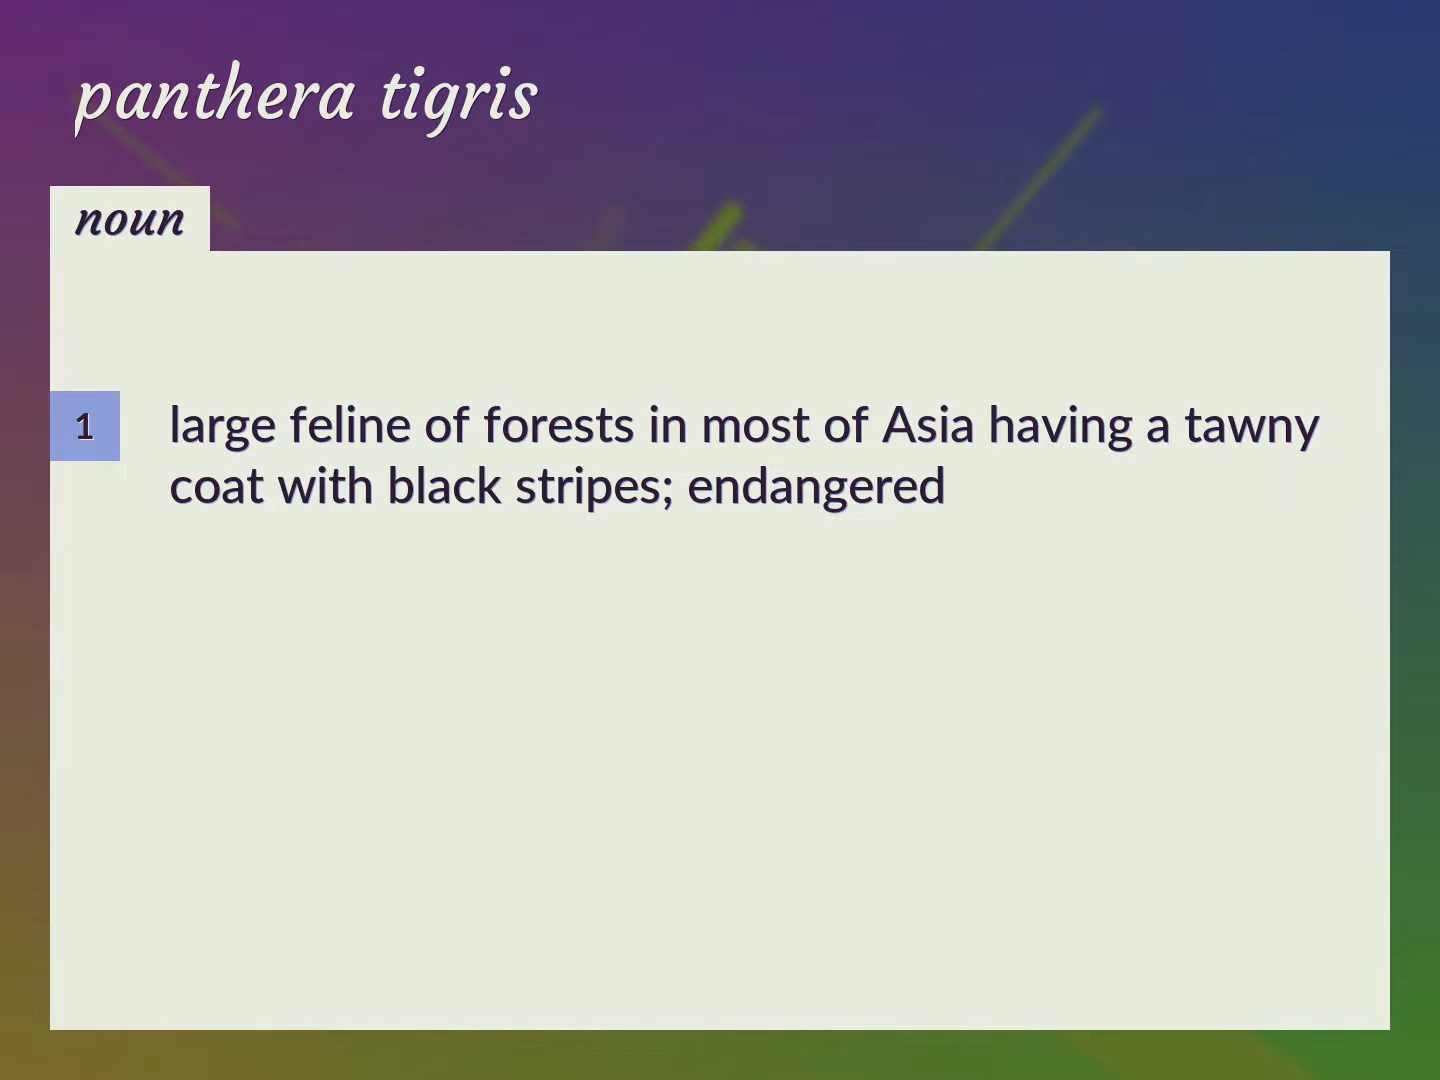 panthera tigris
noun
1
large feline of forests in most of Asia having a tawny
coat with black stripes; endangered